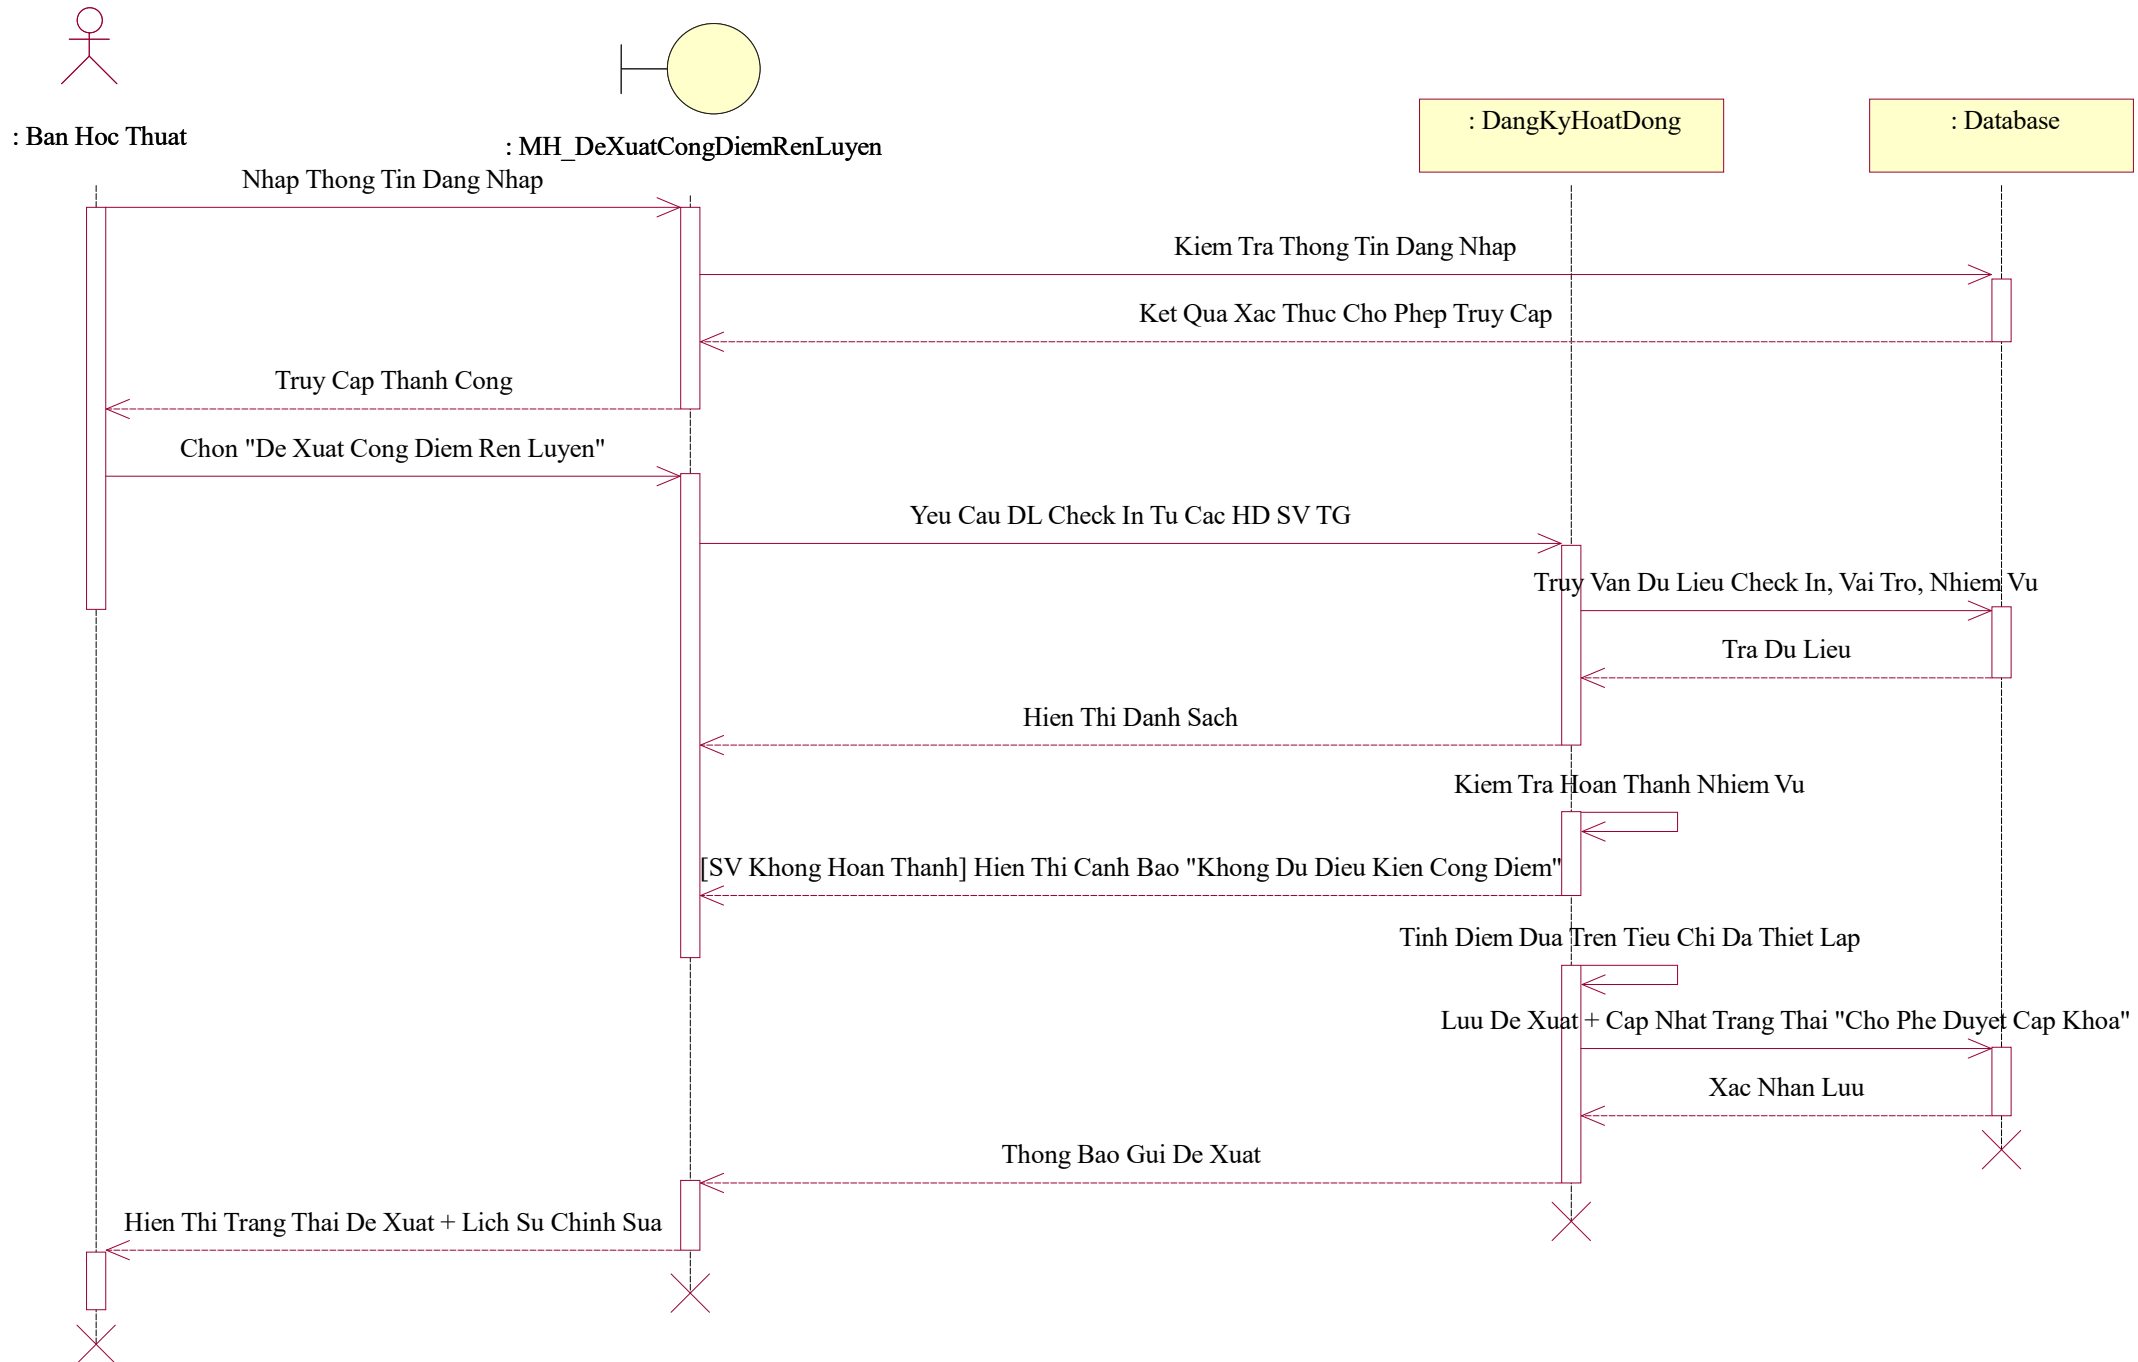 : Ban Hoc Thuat
: MH_DeXuatCongDiemRenLuyen
: DangKyHoatDong
: Database
Nhap Thong Tin Dang Nhap
Kiem Tra Thong Tin Dang Nhap
Ket Qua Xac Thuc Cho Phep Truy Cap
Truy Cap Thanh Cong
Chon "De Xuat Cong Diem Ren Luyen"
Yeu Cau DL Check In Tu Cac HD SV TG
Truy Van Du Lieu Check In, Vai Tro, Nhiem Vu
Tra Du Lieu
Hien Thi Danh Sach
Kiem Tra Hoan Thanh Nhiem Vu
[SV Khong Hoan Thanh] Hien Thi Canh Bao "Khong Du Dieu Kien Cong Diem"
Tinh Diem Dua Tren Tieu Chi Da Thiet Lap
Luu De Xuat + Cap Nhat Trang Thai "Cho Phe Duyet Cap Khoa"
Xac Nhan Luu
Thong Bao Gui De Xuat
Hien Thi Trang Thai De Xuat + Lich Su Chinh Sua